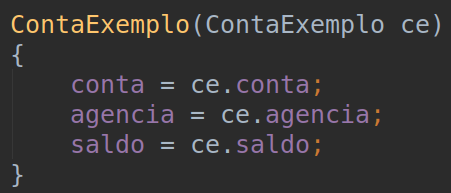 ContaExemplo(ContaExemplo ce)
{
    conta = ce.conta;
    agencia = ce.agencia;
    saldo = ce.saldo;
}